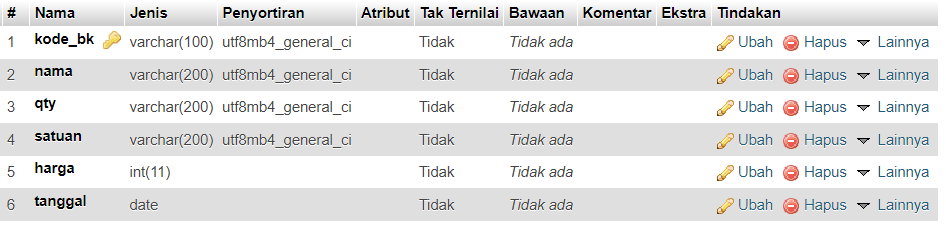 # Nama Jenis Penyortiran Atribut Tak Ternilai Bawaan Komentar Ekstra Tindakan
1 kode_bk varchar(100) utf8mb4_general_ci Tidak Tidak ada Ubah Hapus Lainnya
2 nama varchar(200) utf8mb4_general_ci Tidak Tidak ada Ubah Hapus Lainnya
3 qty varchar(200) utf8mb4_general_ci Tidak Tidak ada Ubah Hapus Lainnya
4 satuan varchar(200) utf8mb4_general_ci Tidak Tidak ada Ubah Hapus Lainnya
5 harga int(11) Tidak Tidak ada Ubah Hapus Lainnya
6 tanggal date Tidak Tidak ada Ubah Hapus Lainnya